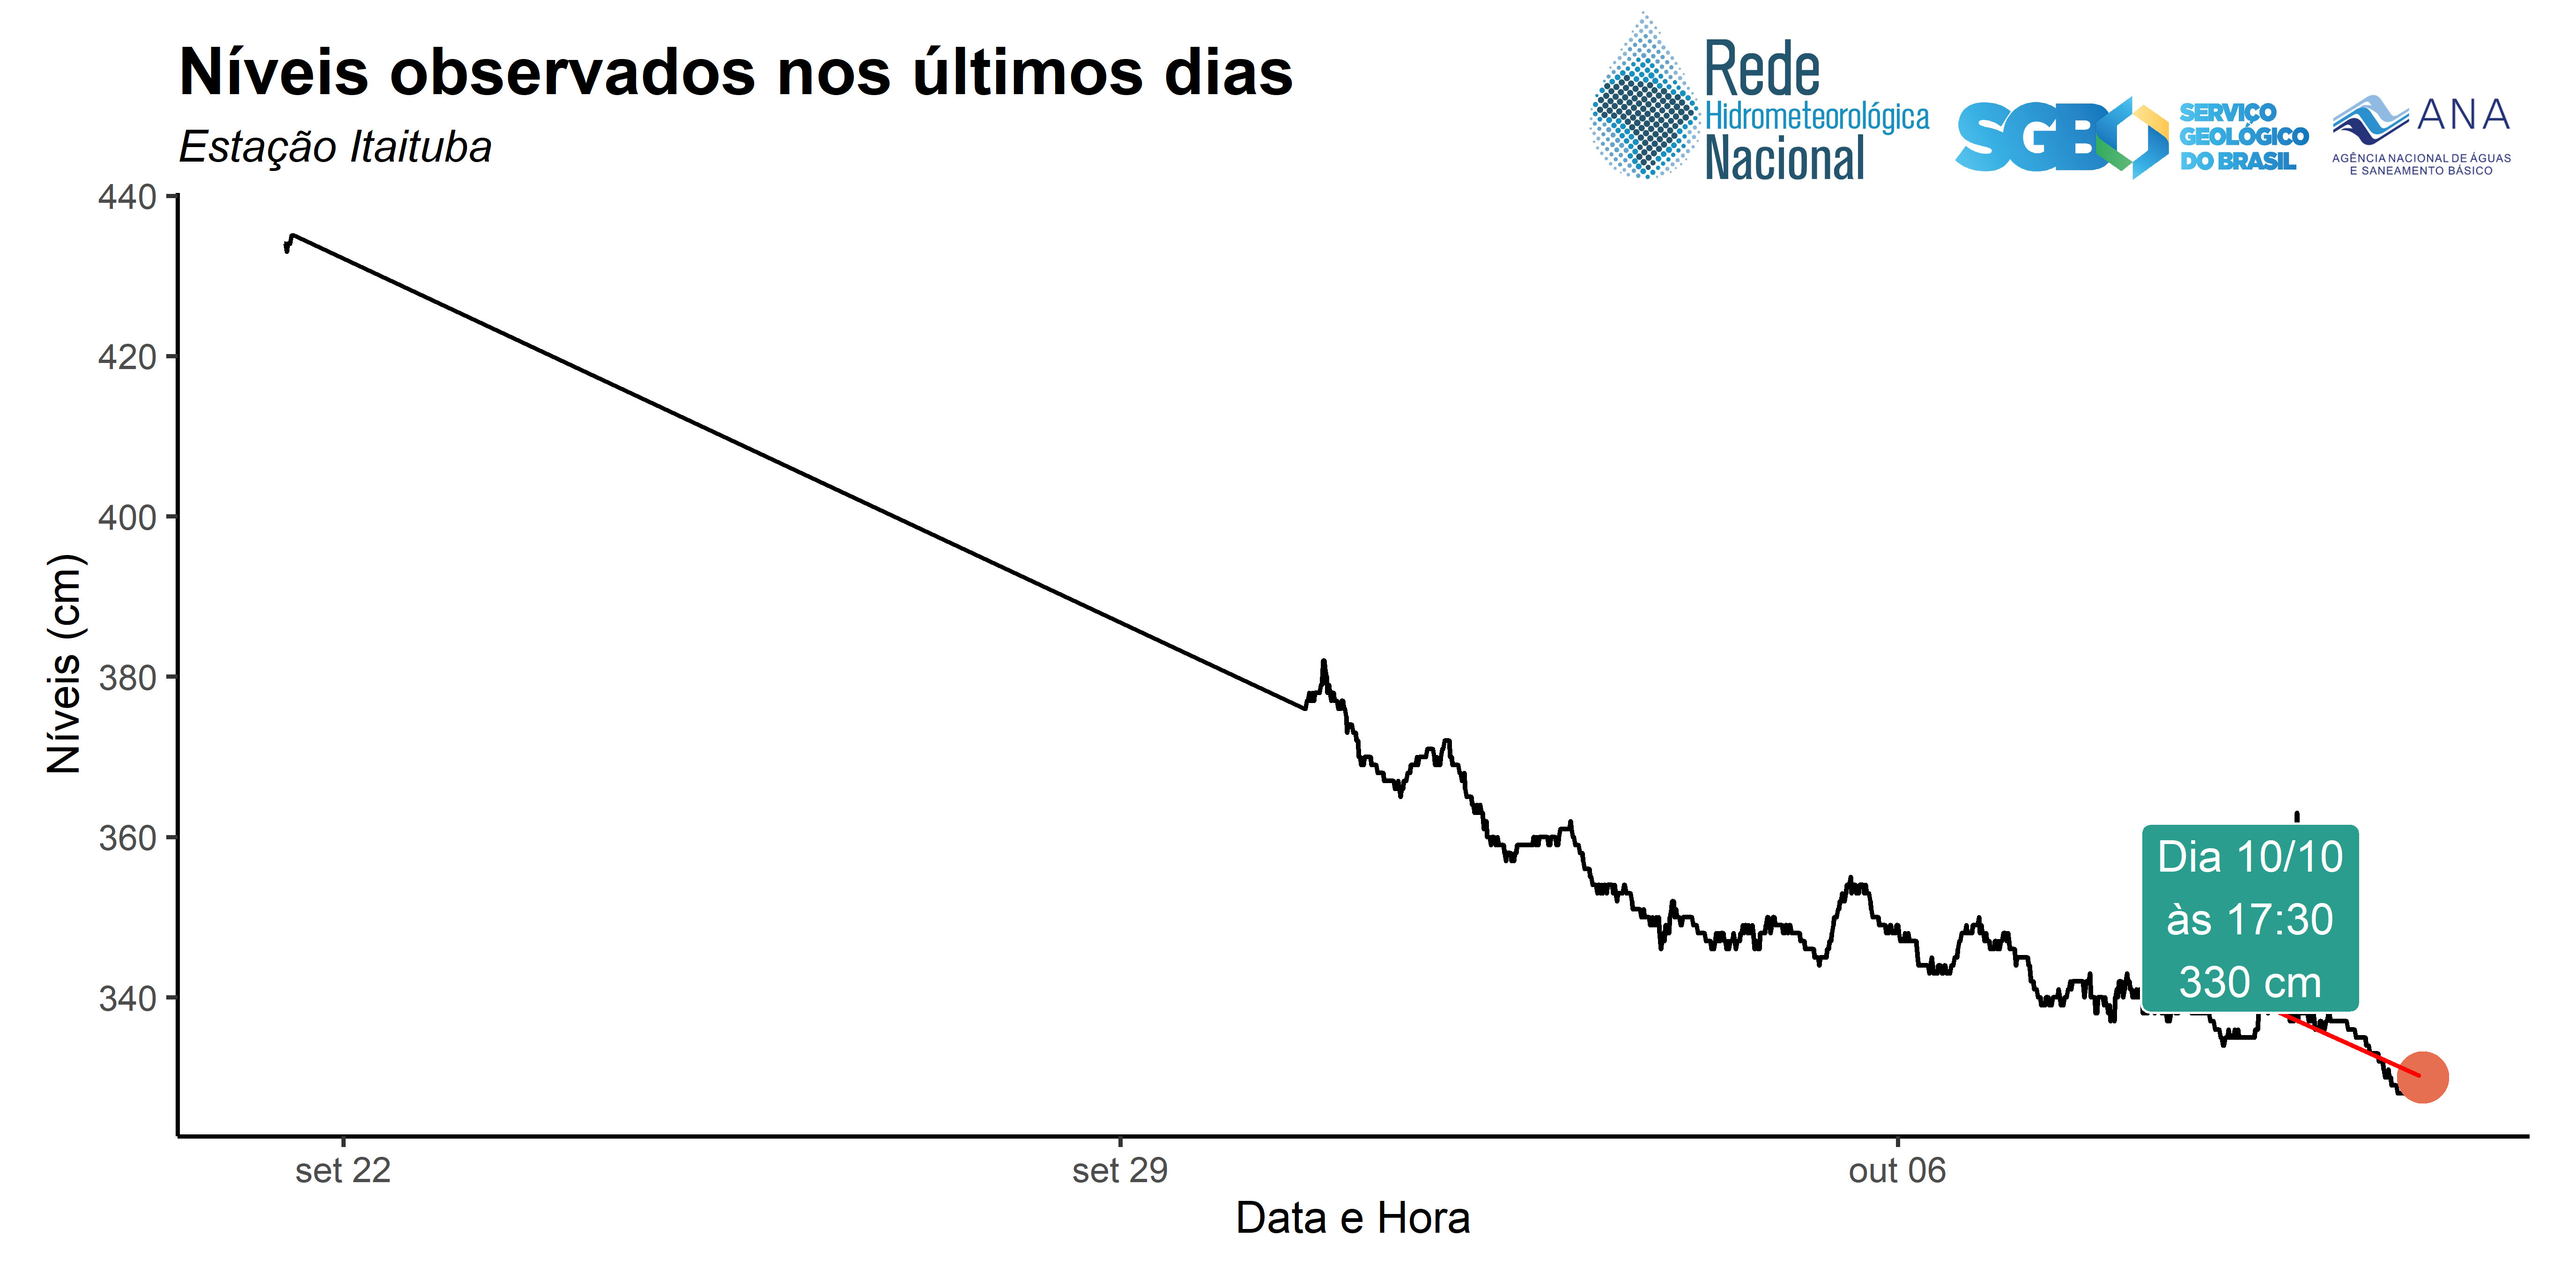 Níveis observados nos últimos dias
Estação Itaituba
Rede
Hidrometeorológica
Nacional
SGB
SERVIÇO
GEOLÓGICO
DO BRASIL
ANA
AGÊNCIA NACIONAL DE ÁGUAS
E SANEAMENTO BÁSICO
440
420
400
380
360
340
Níveis (cm)
Dia 10/10
às 17:30
330 cm
set 22
set 29
out 06
Data e Hora